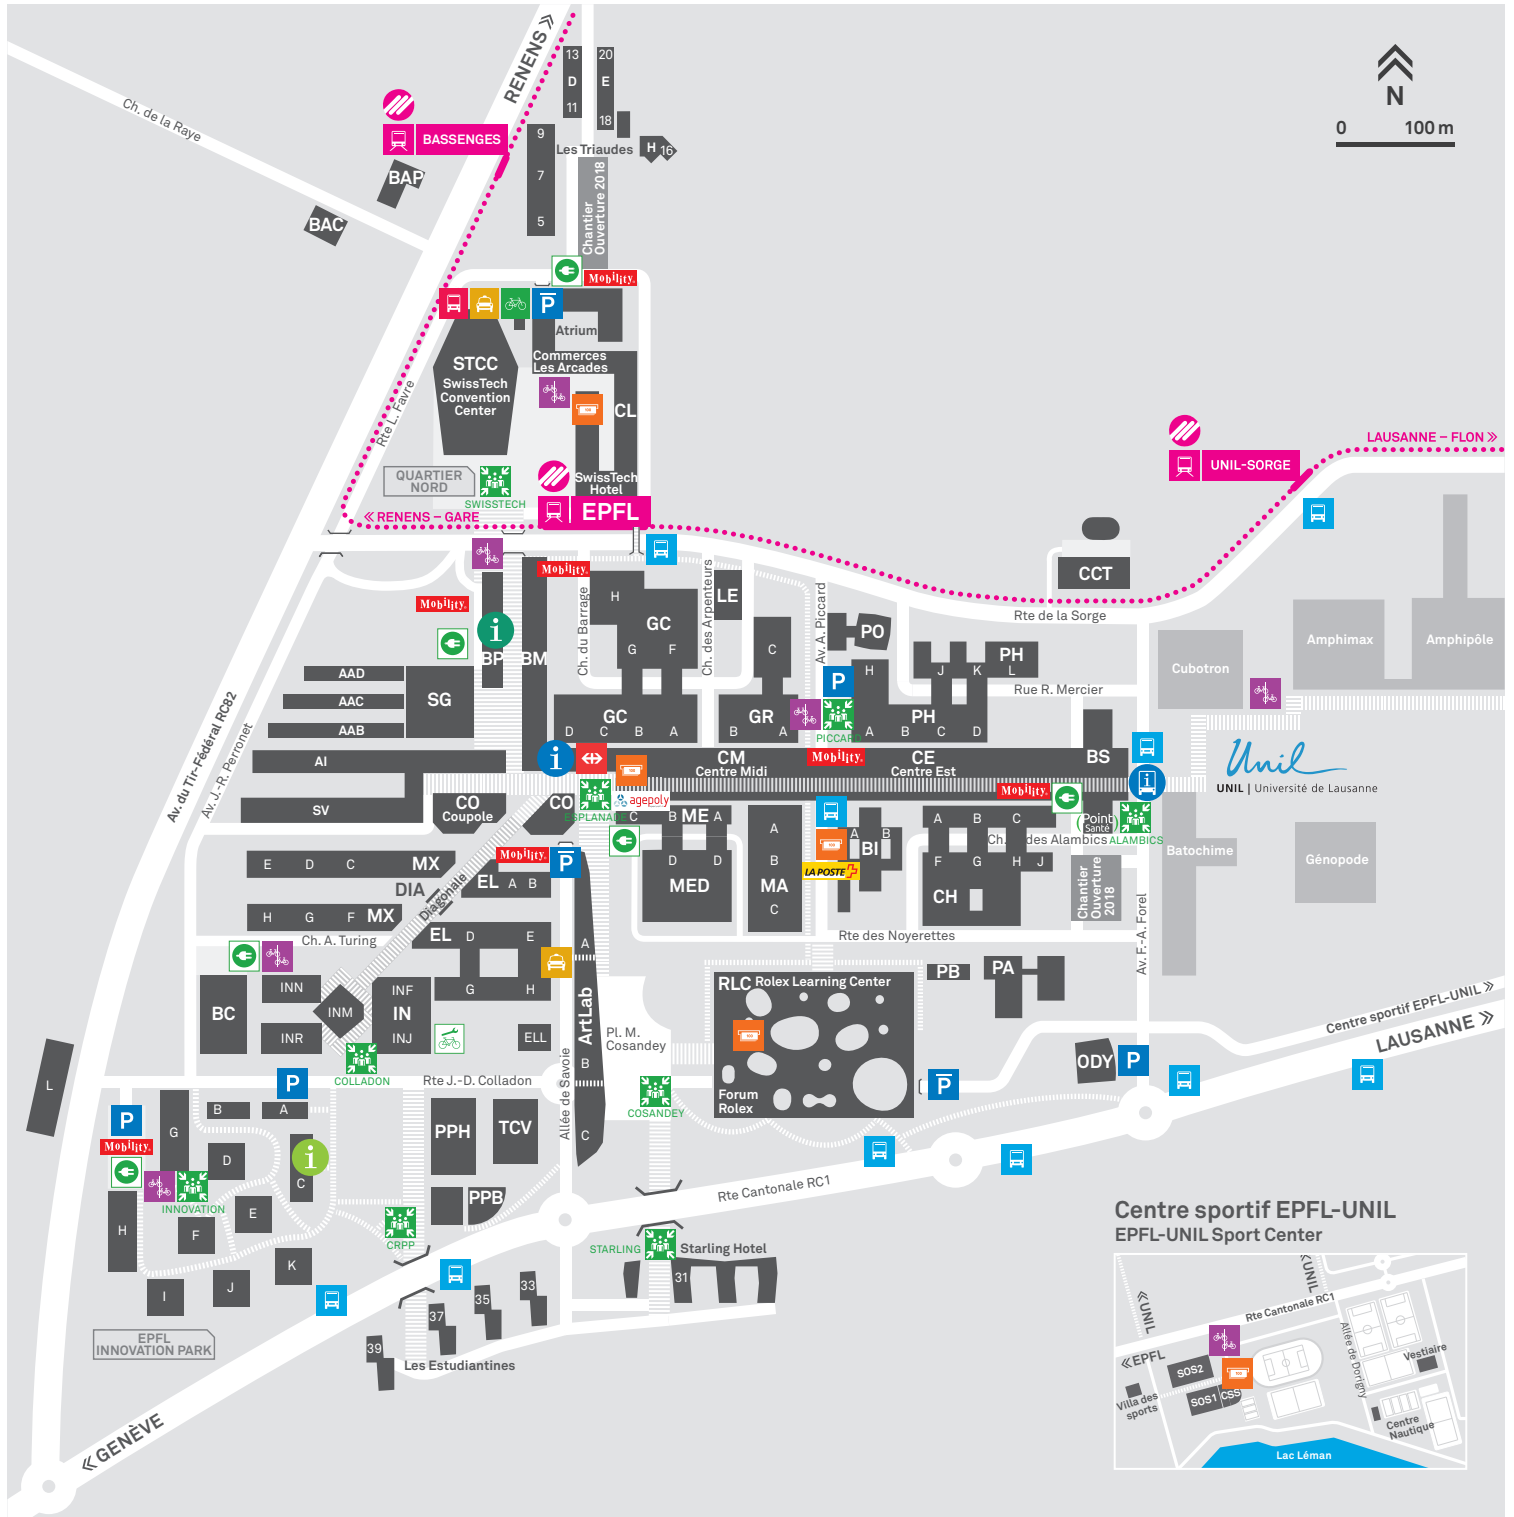 RENENS
13
D
11
20
E
18
N
0 100 m
Ch. de la Raye
BASSENGES
BAP
BAC
9
7
5
Les Triaudes
H 16
Chantier
Ouverture 2018
Mobility
P
Atrium
Commerces
Les Arcades
STCC
SwissTech
Convention
Center
CL
Rte L. Favre
QUARTIER
NORD
SWISSTECH
SwissTech
Hotel
EPFL
RENENS – GARE
LAUSANNE – FLON
UNIL-SORGE
CCT
Rte de la Sorge
Mobility
Mobility
i
BP
BM
Ch. du Barrage
H
GC
G F
LE
Ch. des Arpenteurs
C
Av. A. Piccard
PO
H
J K L
PH
Rue R. Mercier
Cubotron
Amphimax
Amphipôle
AAD
AAC
AAB
SG
AI
SV
Av. du Tir-Fédéral RC82
Av. J.-R. Perronet
GC
D C B A
GR
B A
P
PICCARD
PH
A B C D
BS
i
CM
Centre Midi
Mobility
CE
Centre Est
Unil
UNIL | Université de Lausanne
CO
Coupole
CO
ESPLANADE
agepoly
Mobility
C B A
ME
D D
MED
A
B
MA
C
A B
BI
LA POSTE
A B C
Ch. des Alambics
F G H J
CH
Point
Santé
ALAMBICS
Chantier
Ouverture
2018
Batochime
Génopode
E D C MX
DIA
Diagonale
H G F MX
Ch. A. Turing
Mobility
P
EL A B
EL D E
G H
A
ArtLab
B
C
Rte des Noyerettes
Av. F.-A. Forel
PB
PA
RLC Rolex Learning Center
Forum
Rolex
BC
INN
INM
INR
INF
IN
INJ
ELL
Pl. M.
Cosandey
COSANDEY
Allée de Savoie
ODY
P
P
Centre sportif EPFL-UNIL
LAUSANNE
L
COLLADON
Rte J.-D. Colladon
P
P
Mobility
B A
G
D
i
C
INNOVATION
H
F
E
K
I
J
EPFL
INNOVATION PARK
PPH
TCV
PPB
CRPP
Rte Cantonale RC1
STARLING
Starling Hotel
31
33
35
37
39
Les Estudiantines
GENÈVE
Centre sportif EPFL-UNIL
EPFL-UNIL Sport Center
UNIL
UNIL
Rte Cantonale RC1
EPFL
SOS2
SOS1
CSS
Villa des
sports
Allée de Dorigny
Vestiaire
Centre
Nautique
Lac Léman